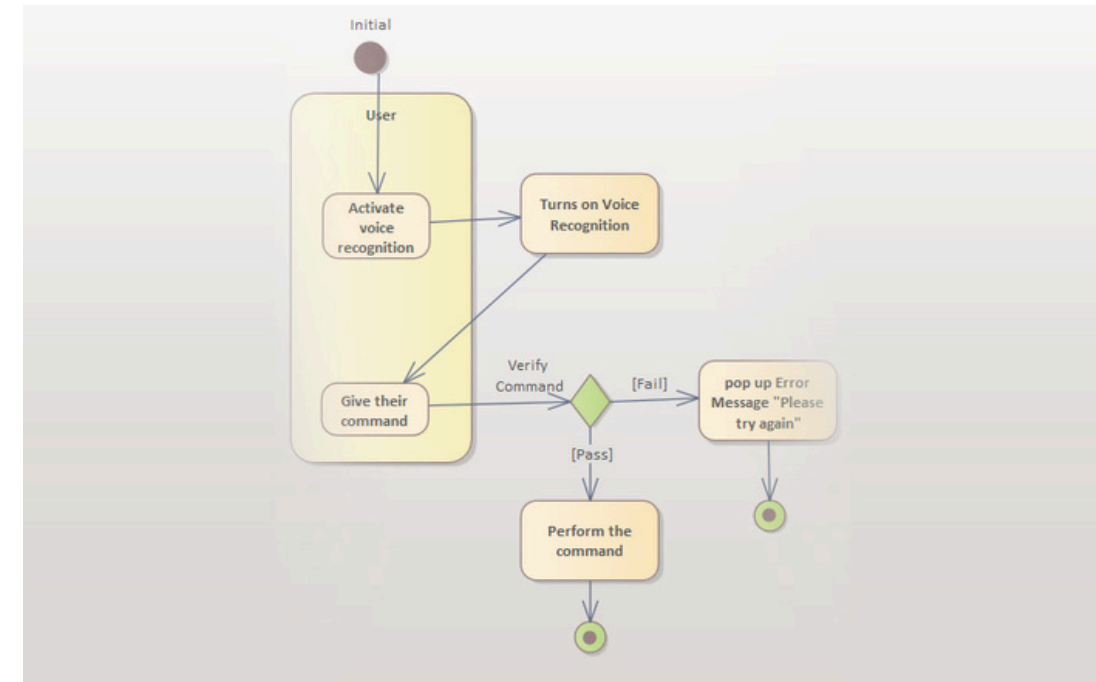 Initial
User
Activate
voice
recognition
Turns on Voice
Recognition
Give their
command
Verify
Command
[Fail]
pop up Error
Message "Please
try again"
[Pass]
Perform the
command